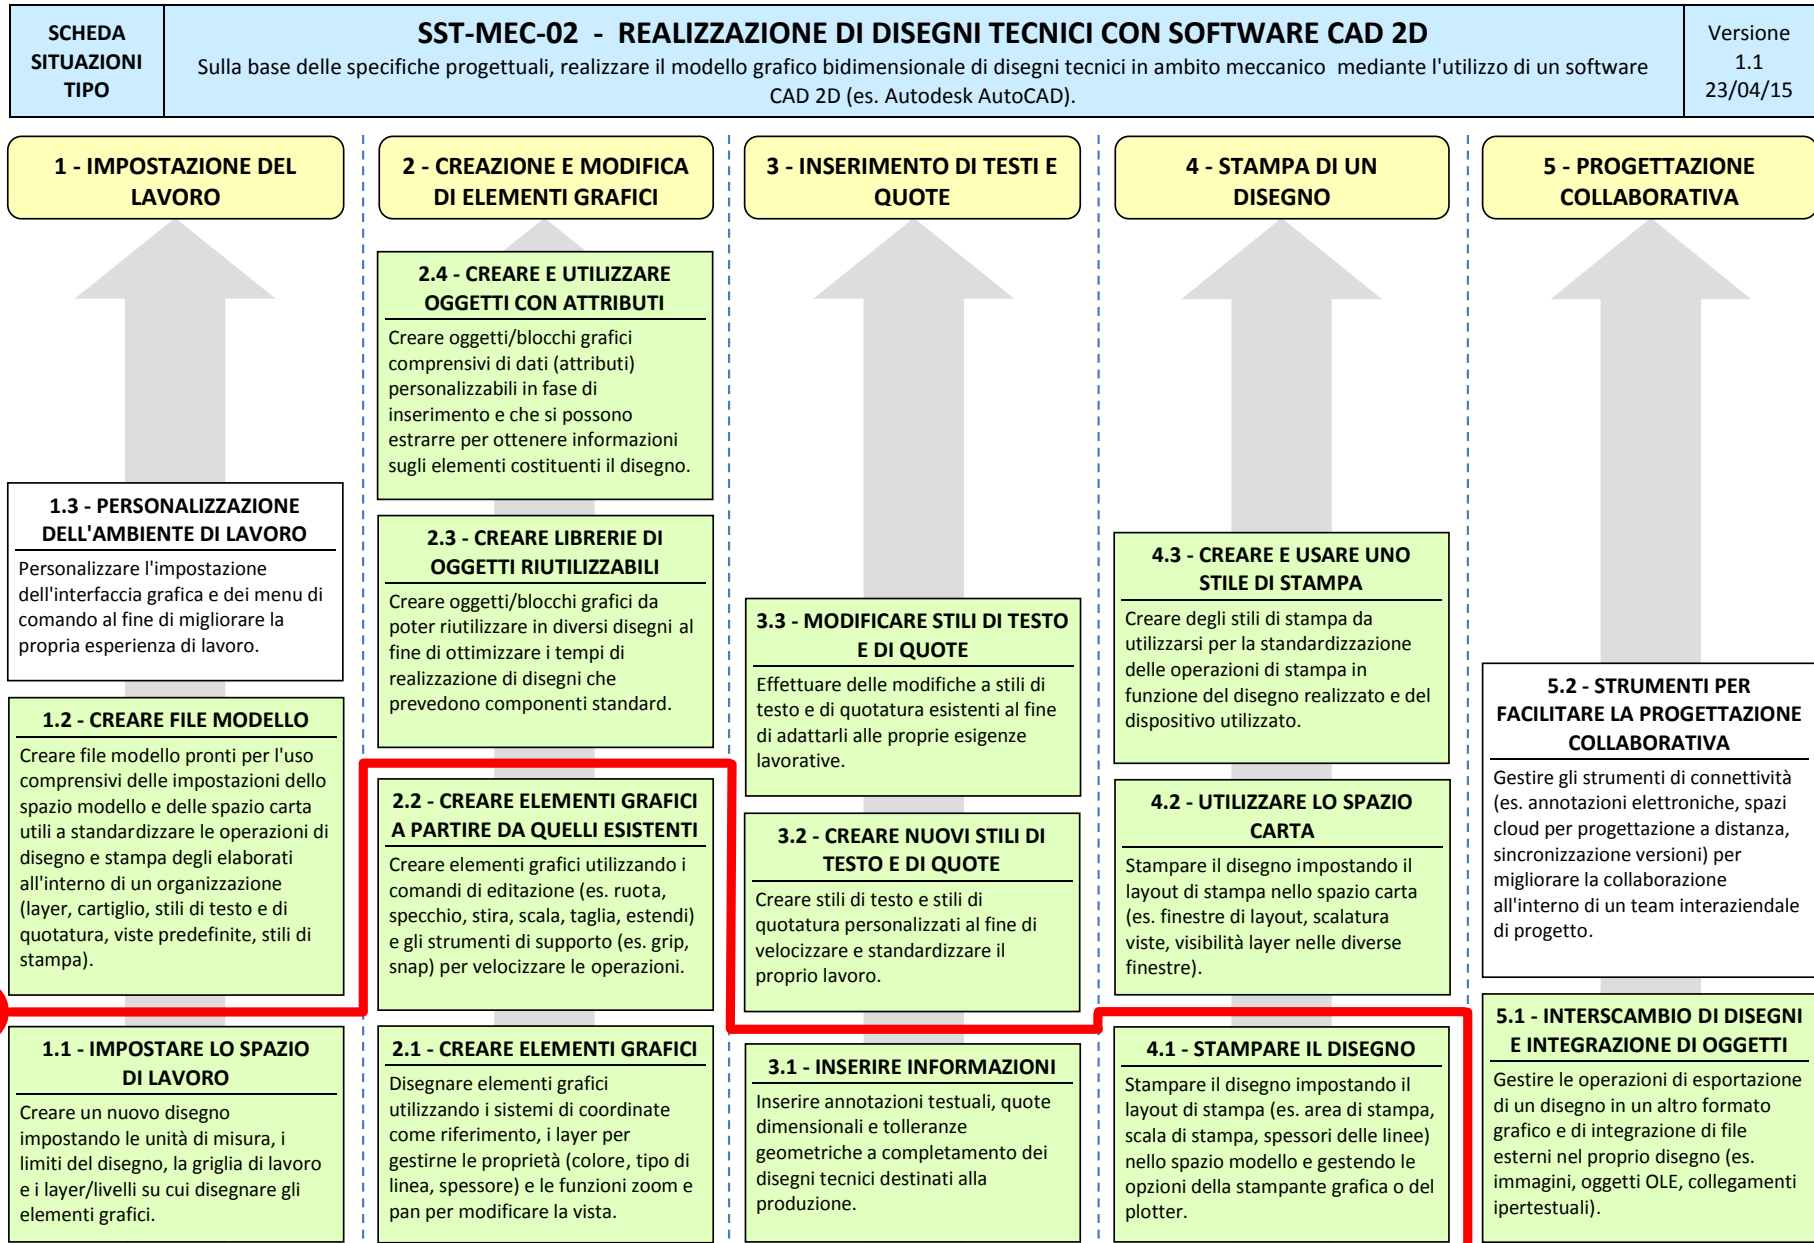 SCHEDA
SITUAZIONI
TIPO
SST-MEC-02 - REALIZZAZIONE DI DISEGNI TECNICI CON SOFTWARE CAD 2D
Sulla base delle specifiche progettuali, realizzare il modello grafico bidimensionale di disegni tecnici in ambito meccanico mediante l'utilizzo di un software
CAD 2D (es. Autodesk AutoCAD).
Versione
1.1
23/04/15
1 - IMPOSTAZIONE DEL
LAVORO
1.3 - PERSONALIZZAZIONE
DELL'AMBIENTE DI LAVORO
Personalizzare l'impostazione
dell'interfaccia grafica e dei menu di
comando al fine di migliorare la
propria esperienza di lavoro.
1.2 - CREARE FILE MODELLO
Creare file modello pronti per l'uso
comprensivi delle impostazioni dello
spazio modello e delle spazio carta
utili a standardizzare le operazioni di
disegno e stampa degli elaborati
all'interno di un organizzazione
(layer, cartiglio, stili di testo e di
quotatura, viste predefinite, stili di
stampa).
1.1 - IMPOSTARE LO SPAZIO
DI LAVORO
Creare un nuovo disegno
impostando le unità di misura, i
limiti del disegno, la griglia di lavoro
e i layer/livelli su cui disegnare gli
elementi grafici.
2 - CREAZIONE E MODIFICA
DI ELEMENTI GRAFICI
2.4 - CREARE E UTILIZZARE
OGGETTI CON ATTRIBUTI
Creare oggetti/blocchi grafici
comprensivi di dati (attributi)
personalizzabili in fase di
inserimento e che si possono
estrarre per ottenere informazioni
sugli elementi costituenti il disegno.
2.3 - CREARE LIBRERIE DI
OGGETTI RIUTILIZZABILI
Creare oggetti/blocchi grafici da
poter riutilizzare in diversi disegni al
fine di ottimizzare i tempi di
realizzazione di disegni che
prevedono componenti standard.
2.2 - CREARE ELEMENTI GRAFICI
A PARTIRE DA QUELLI ESISTENTI
Creare elementi grafici utilizzando i
comandi di editazione (es. ruota,
specchio, stira, scala, taglia, estendi)
e gli strumenti di supporto (es. grip,
snap) per velocizzare le operazioni.
2.1 - CREARE ELEMENTI GRAFICI
Disegnare elementi grafici
utilizzando i sistemi di coordinate
come riferimento, i layer per
gestirne le proprietà (colore, tipo di
linea, spessore) e le funzioni zoom e
pan per modificare la vista.
3 - INSERIMENTO DI TESTI E
QUOTE
3.3 - MODIFICARE STILI DI TESTO
E DI QUOTE
Effettuare delle modifiche a stili di
testo e di quotatura esistenti al fine
di adattarli alle proprie esigenze
lavorative.
3.2 - CREARE NUOVI STILI DI
TESTO E DI QUOTE
Creare stili di testo e stili di
quotatura personalizzati al fine di
velocizzare e standardizzare il
proprio lavoro.
3.1 - INSERIRE INFORMAZIONI
Inserire annotazioni testuali, quote
dimensionali e tolleranze
geometriche a completamento dei
disegni tecnici destinati alla
produzione.
4 - STAMPA DI UN
DISEGNO
4.3 - CREARE E USARE UNO
STILE DI STAMPA
Creare degli stili di stampa da
utilizzarsi per la standardizzazione
delle operazioni di stampa in
funzione del disegno realizzato e del
dispositivo utilizzato.
4.2 - UTILIZZARE LO SPAZIO
CARTA
Stampare il disegno impostando il
layout di stampa nello spazio carta
(es. finestre di layout, scalatura
viste, visibilità layer nelle diverse
finestre).
4.1 - STAMPARE IL DISEGNO
Stampare il disegno impostando il
layout di stampa (es. area di stampa,
scala di stampa, spessori delle linee)
nello spazio modello e gestendo le
opzioni della stampante grafica o del
plotter.
5 - PROGETTAZIONE
COLLABORATIVA
5.2 - STRUMENTI PER
FACILITARE LA PROGETTAZIONE
COLLABORATIVA
Gestire gli strumenti di connettività
(es. annotazioni elettroniche, spazi
cloud per progettazione a distanza,
sincronizzazione versioni) per
migliorare la collaborazione
all'interno di un team interaziendale
di progetto.
5.1 - INTERSCAMBIO DI DISEGNI
E INTEGRAZIONE DI OGGETTI
Gestire le operazioni di esportazione
di un disegno in un altro formato
grafico e di integrazione di file
esterni nel proprio disegno (es.
immagini, oggetti OLE, collegamenti
ipertestuali).